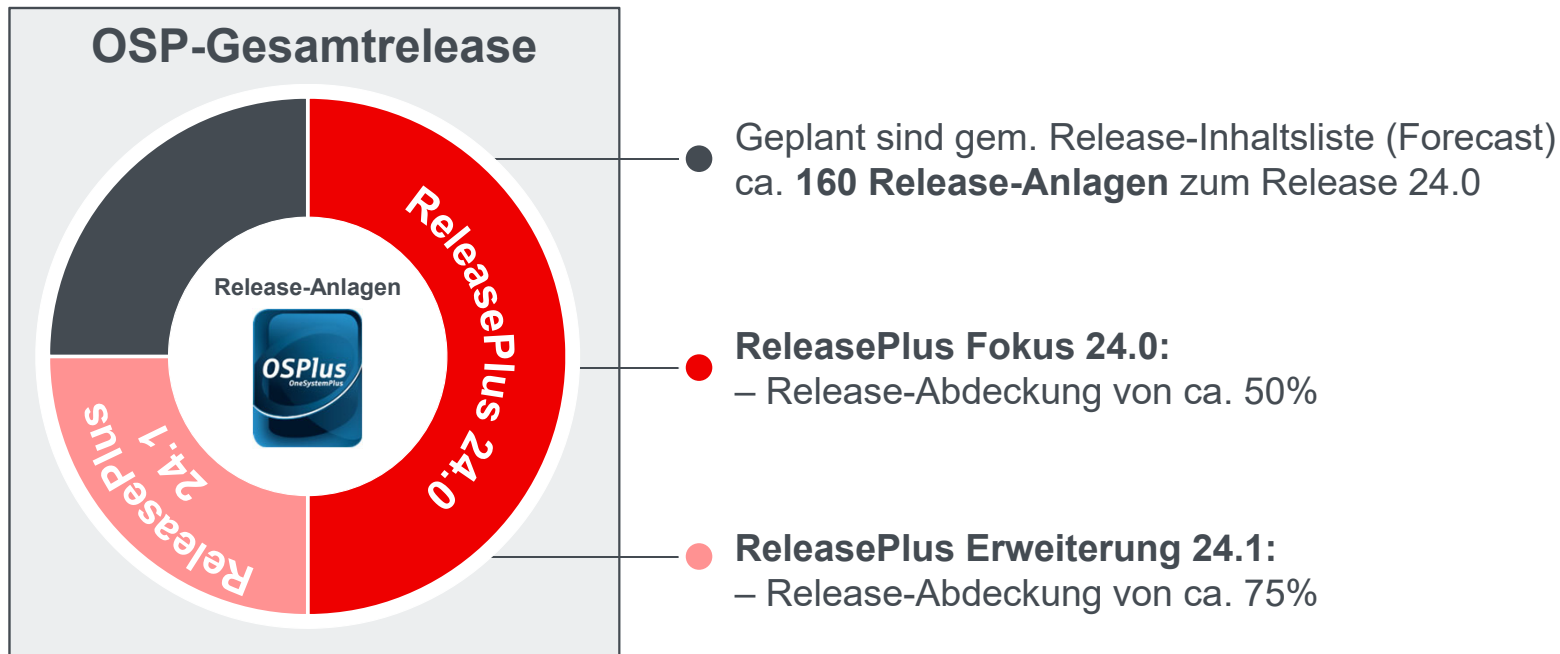 OSP-Gesamtrelease
Release-Anlagen
OSPlus
OneSystemPlus
ReleasePlus 24.0
ReleasePlus
24.1
Geplant sind gem. Release-Inhaltsliste (Forecast)
ca. 160 Release-Anlagen zum Release 24.0
ReleasePlus Fokus 24.0:
– Release-Abdeckung von ca. 50%
ReleasePlus Erweiterung 24.1:
– Release-Abdeckung von ca. 75%